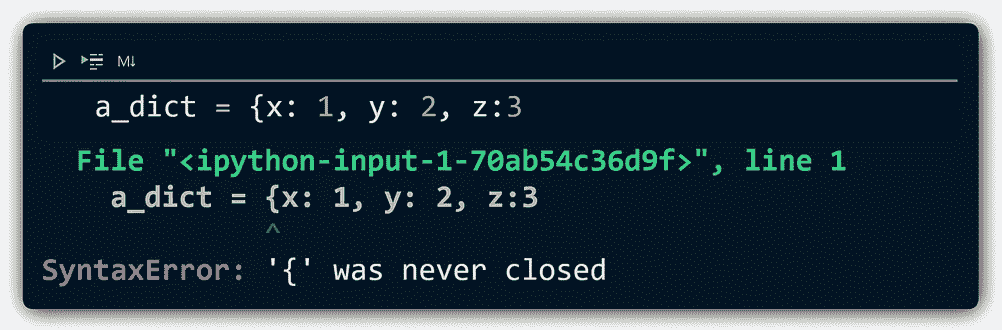 M↓
a_dict = {x: 1, y: 2, z:3
File "<ipython-input-1-70ab54c36d9f>", line 1
a_dict = {x: 1, y: 2, z:3
^
SyntaxError: '{' was never closed